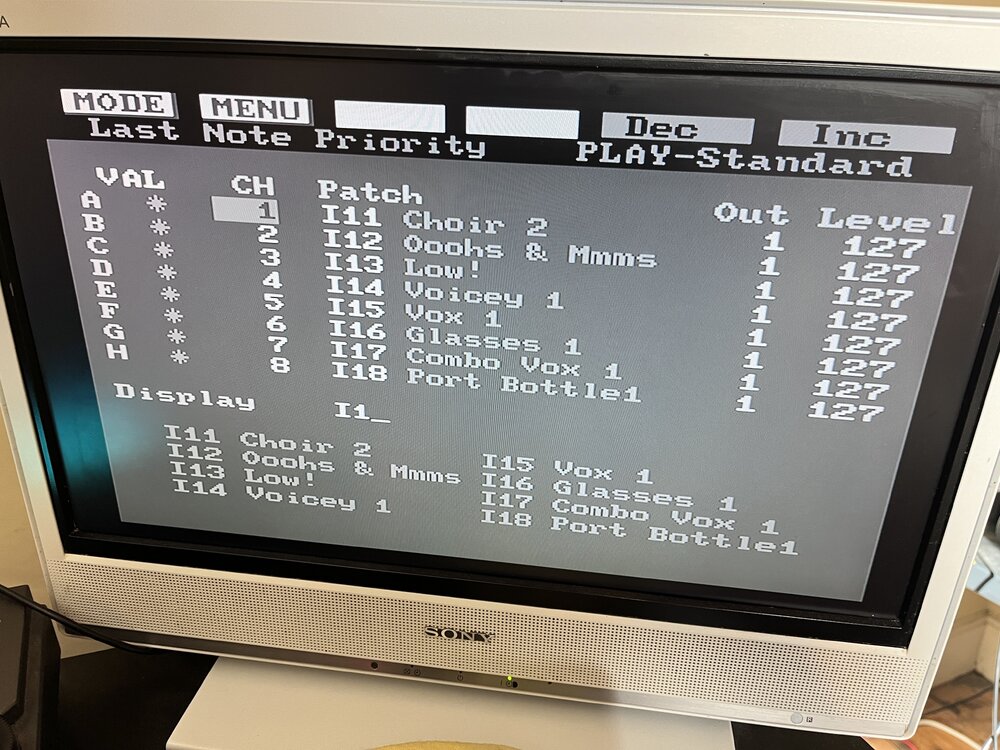 A
MODE MENU Dec Inc
Last Note Priority PLAY-Standard
VAL CH Patch Out Level
A * 1 I11 Choir 2 1 127
B * 2 I12 Ooohs & Mmms 1 127
C * 3 I13 Low! 1 127
D * 4 I14 Voicey 1 1 127
E * 5 I15 Vox 1 1 127
F * 6 I16 Glasses 1 1 127
G * 7 I17 Combo Vox 1 1 127
H * 8 I18 Port Bottle1 1 127
Display I1_
I11 Choir 2 I15 Vox 1
I12 Ooohs & Mmms I16 Glasses 1
I13 Low! I17 Combo Vox 1
I14 Voicey 1 I18 Port Bottle1
SONY